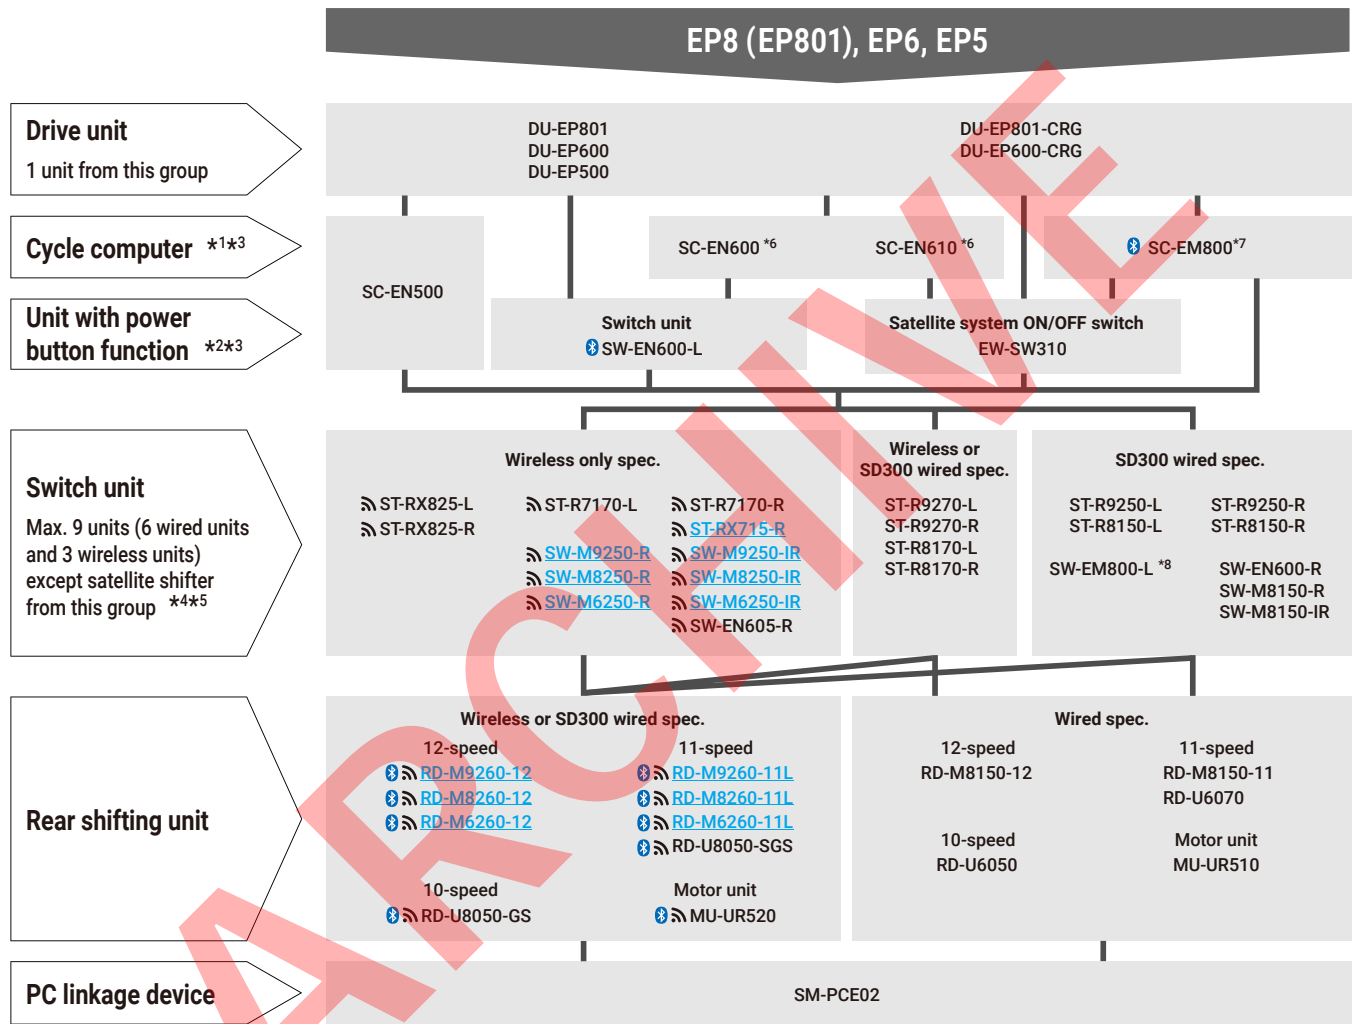 EP8 (EP801), EP6, EP5
Drive unit
1 unit from this group
DU-EP801
DU-EP600
DU-EP500
DU-EP801-CRG
DU-EP600-CRG
Cycle computer *1*3
SC-EN500
SC-EN600 *6
SC-EN610 *6
SC-EM800*7
Unit with power
button function *2*3
Switch unit
SW-EN600-L
Satellite system ON/OFF switch
EW-SW310
Switch unit
Max. 9 units (6 wired units
and 3 wireless units)
except satellite shifter
from this group *4*5
Wireless only spec.
ST-RX825-L
ST-RX825-R
ST-R7170-L
SW-M9250-R
SW-M8250-R
SW-M6250-R
ST-R7170-R
ST-RX715-R
SW-M9250-IR
SW-M8250-IR
SW-M6250-IR
SW-EN605-R
Wireless or
SD300 wired spec.
ST-R9270-L
ST-R9270-R
ST-R8170-L
ST-R8170-R
SD300 wired spec.
ST-R9250-L
ST-R8150-L
SW-EM800-L *8
ST-R9250-R
ST-R8150-R
SW-EN600-R
SW-M8150-R
SW-M8150-IR
Rear shifting unit
Wireless or SD300 wired spec.
12-speed
RD-M9260-12
RD-M8260-12
RD-M6260-12
11-speed
RD-M9260-11L
RD-M8260-11L
RD-M6260-11L
RD-U8050-SGS
10-speed
RD-U8050-GS
Motor unit
MU-UR520
Wired spec.
12-speed
RD-M8150-12
11-speed
RD-M8150-11
RD-U6070
10-speed
RD-U6050
Motor unit
MU-UR510
PC linkage device
SM-PCE02
ARCHIVE